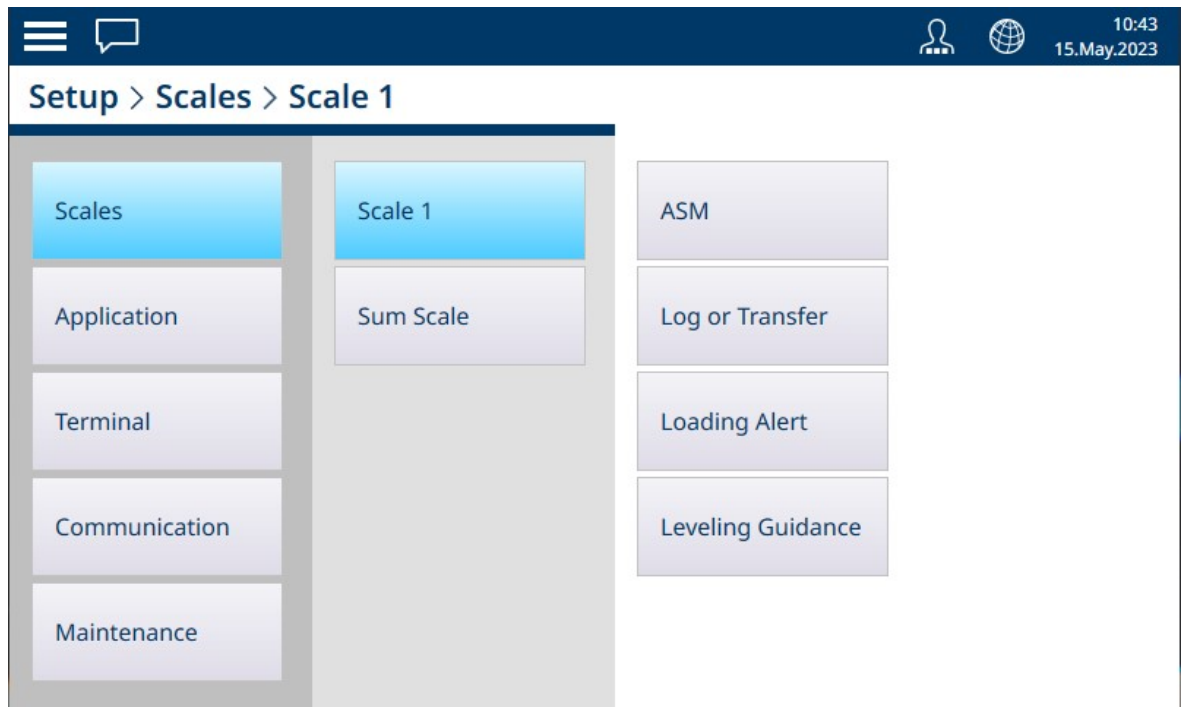 10:43
15.May.2023
Setup > Scales > Scale 1
Scales
Scale 1
ASM
Application
Sum Scale
Log or Transfer
Terminal
Loading Alert
Communication
Leveling Guidance
Maintenance